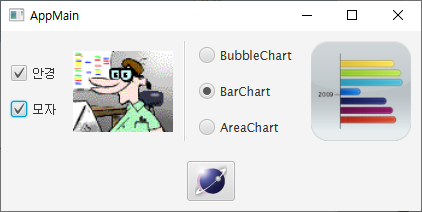 AppMain
안경
모자
BubbleChart
BarChart
AreaChart
2009